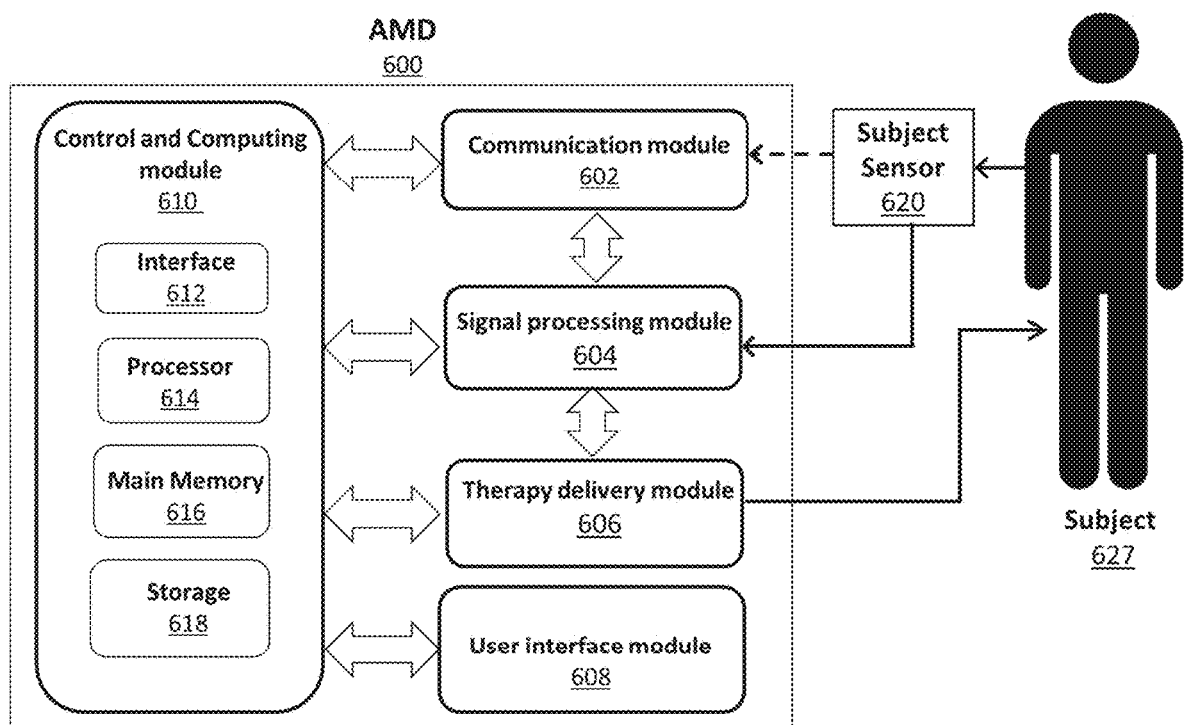 AMD
600
Control and Computing
module
610
Interface
612
Processor
614
Main Memory
616
Storage
618
Communication module
602
Signal processing module
604
Therapy delivery module
606
User interface module
608
Subject
Sensor
620
Subject
627